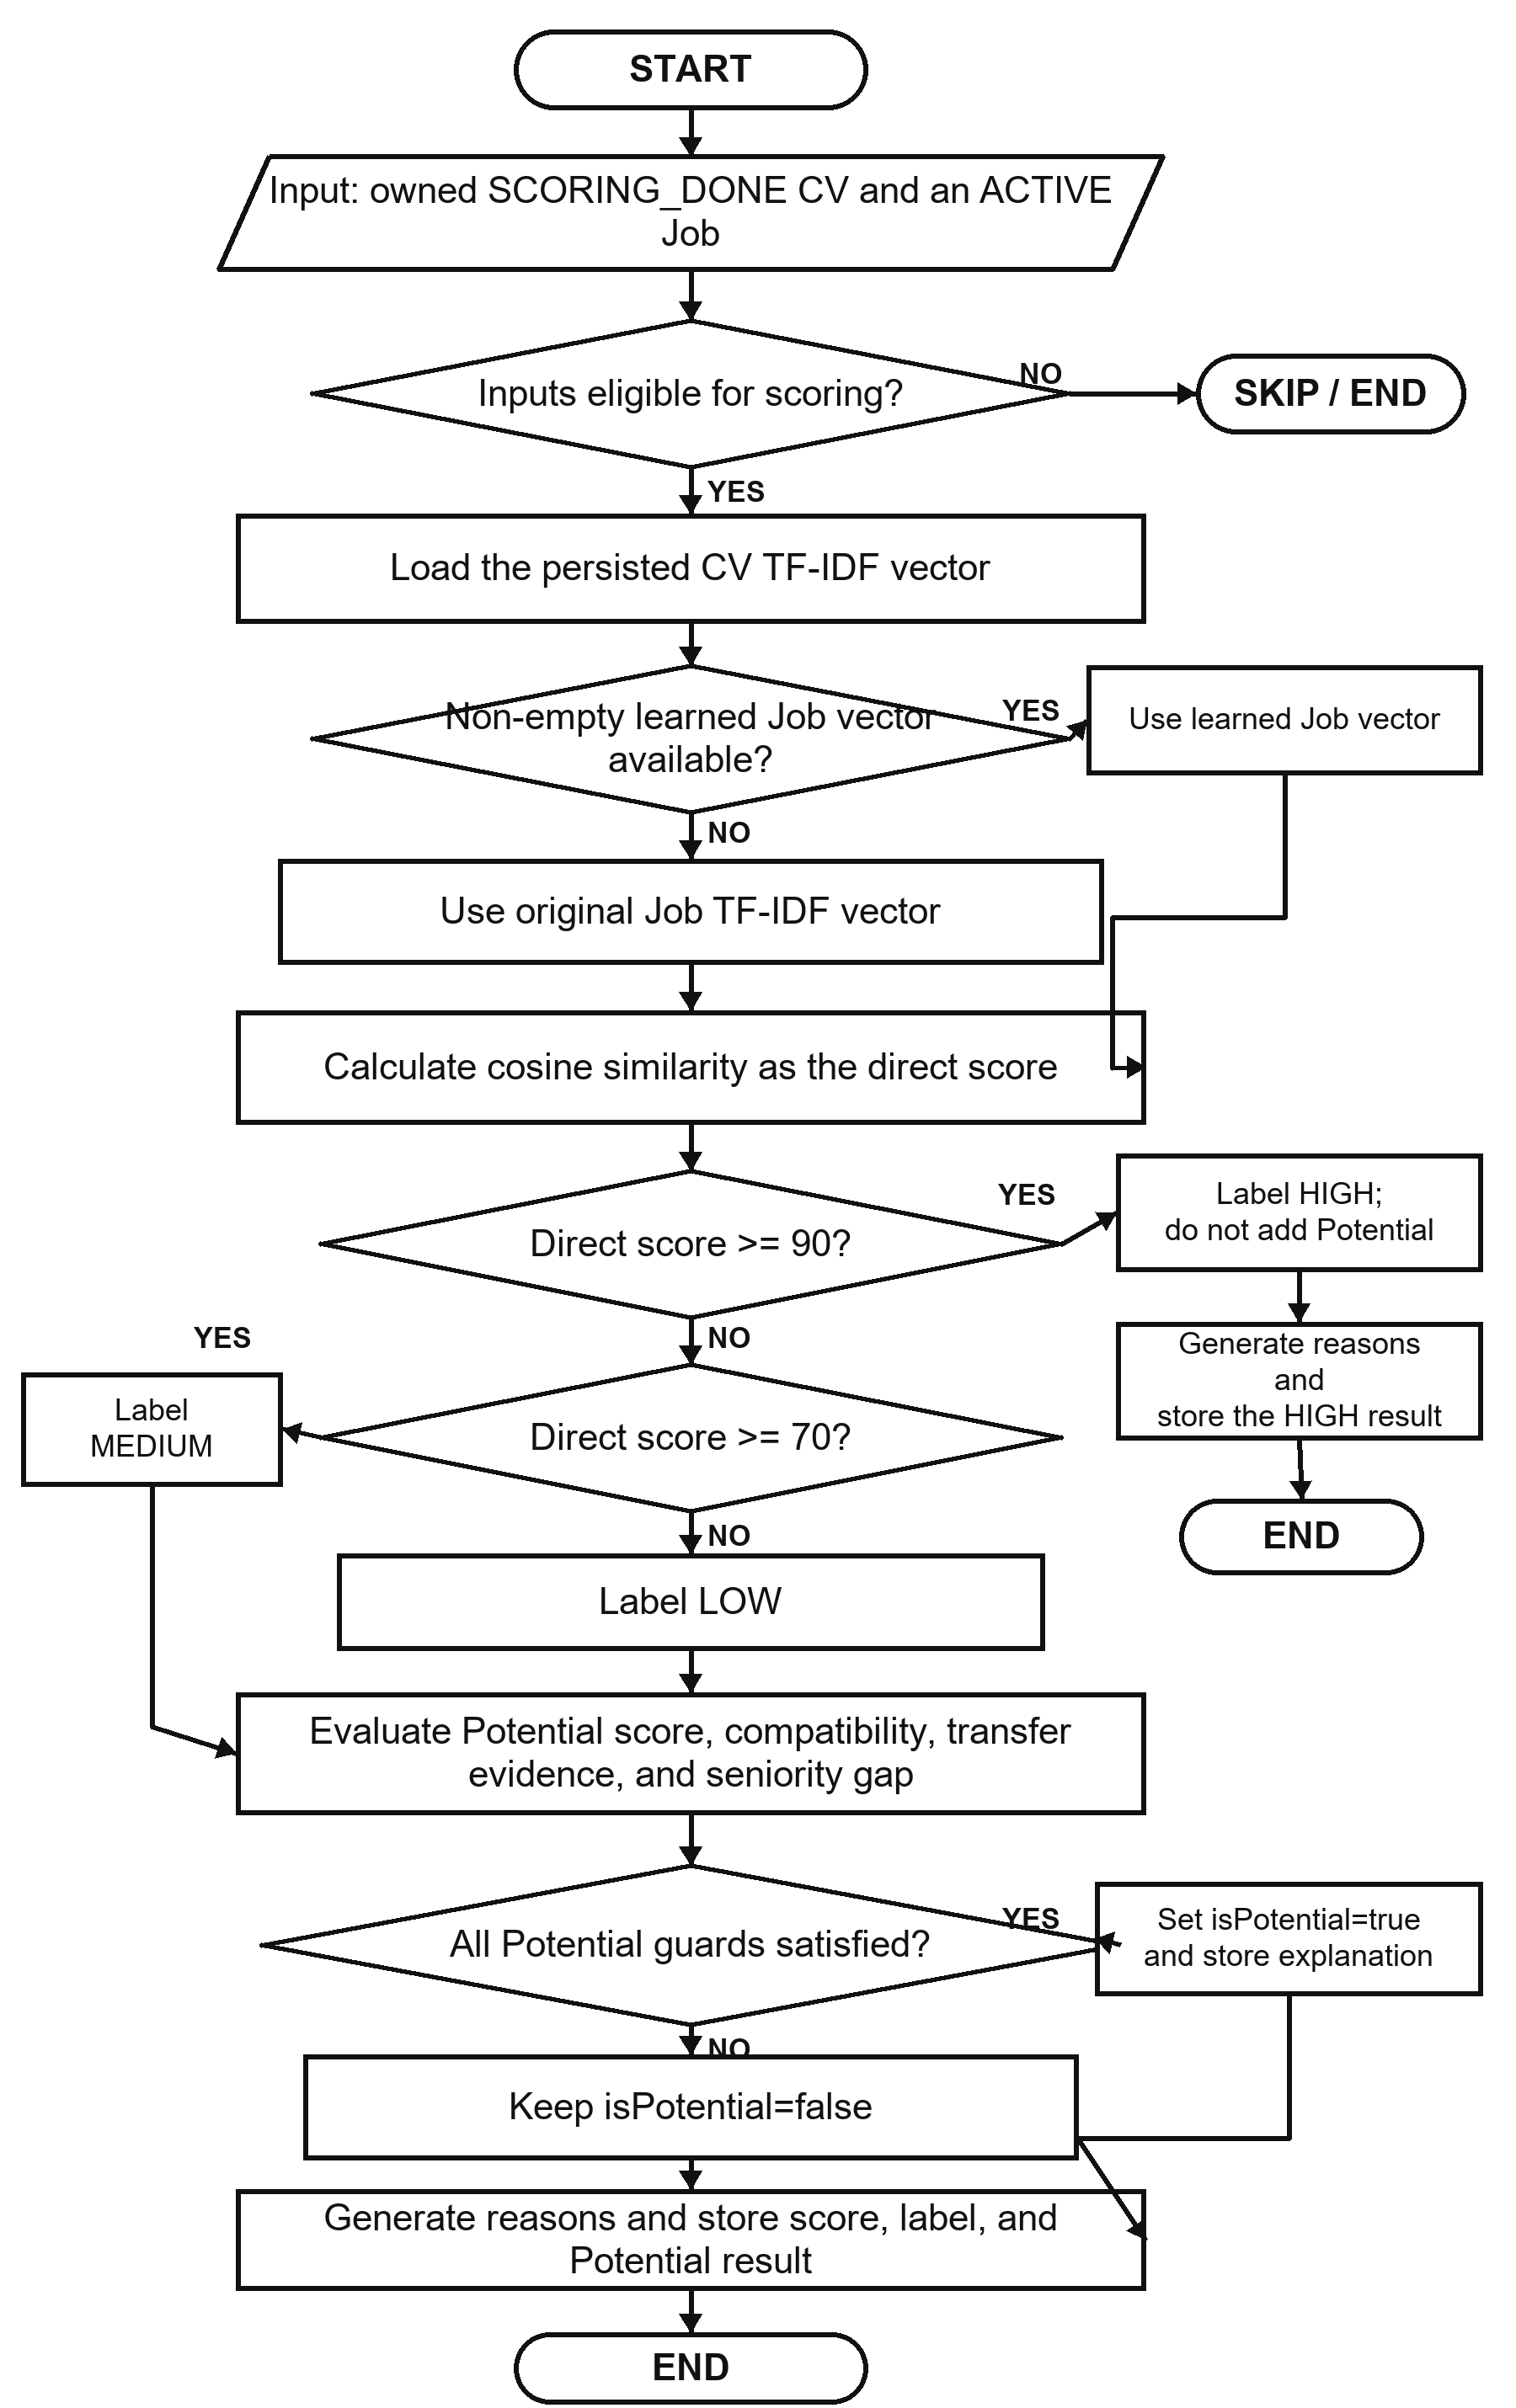 START
Input: owned SCORING_DONE CV and an ACTIVE
Job
Inputs eligible for scoring?
NO
SKIP / END
YES
Load the persisted CV TF-IDF vector
Non-empty learned Job vector
available?
YES
Use learned Job vector
NO
Use original Job TF-IDF vector
Calculate cosine similarity as the direct score
Direct score >= 90?
YES
Label HIGH;
do not add Potential
NO
Generate reasons
and
store the HIGH result
END
Direct score >= 70?
YES
Label
MEDIUM
NO
Label LOW
Evaluate Potential score, compatibility, transfer
evidence, and seniority gap
All Potential guards satisfied?
YES
Set isPotential=true
and store explanation
NO
Keep isPotential=false
Generate reasons and store score, label, and
Potential result
END